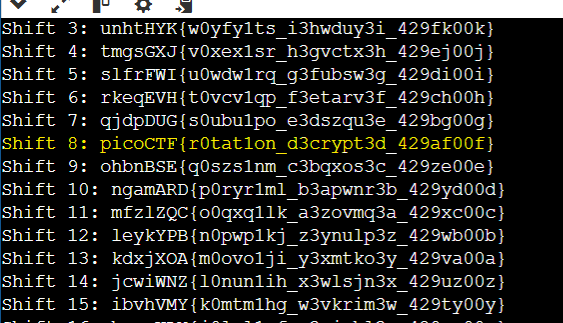 Shift 3: unhtHYK{w0yfy1ts_i3hwduy3i_429fk00k}
Shift 4: tmgsGXJ{v0xex1sr_h3gvctx3h_429ej00j}
Shift 5: slfrFWI{u0wdw1rq_g3fubsw3g_429di00i}
Shift 6: rkeqEVH{t0vcv1qp_f3etarv3f_429ch00h}
Shift 7: qjdpDUG{s0ubu1po_e3dszqu3e_429bg00g}
Shift 8: picoCTF{r0tat1on_d3crypt3d_429af00f}
Shift 9: ohbnBSE{q0szs1nm_c3bqxos3c_429ze00e}
Shift 10: ngamARD{p0ryr1ml_b3apwnr3b_429yd00d}
Shift 11: mfzlZQC{o0qxq1lk_a3zovmq3a_429xc00c}
Shift 12: leykYPB{n0pwp1kj_z3ynulp3z_429wb00b}
Shift 13: kdxjXOA{m0ovo1ji_y3xmtko3y_429va00a}
Shift 14: jcwiWNZ{l0nun1ih_x3wlsjn3x_429uz00z}
Shift 15: ibvhVMY{k0mtm1hg_w3vkrim3w_429ty00y}